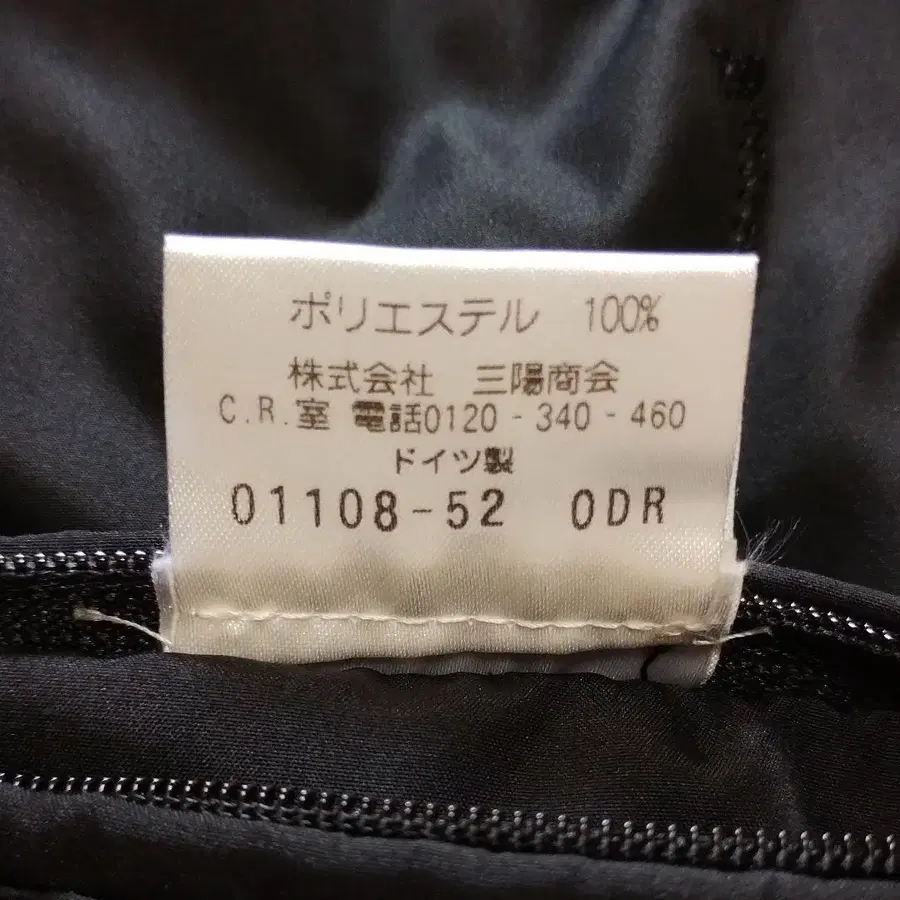 ポリエステル 100%
株式会社 三陽商会
C.R.室 電話0120-340-460
ドイツ製
01108-52 0DR